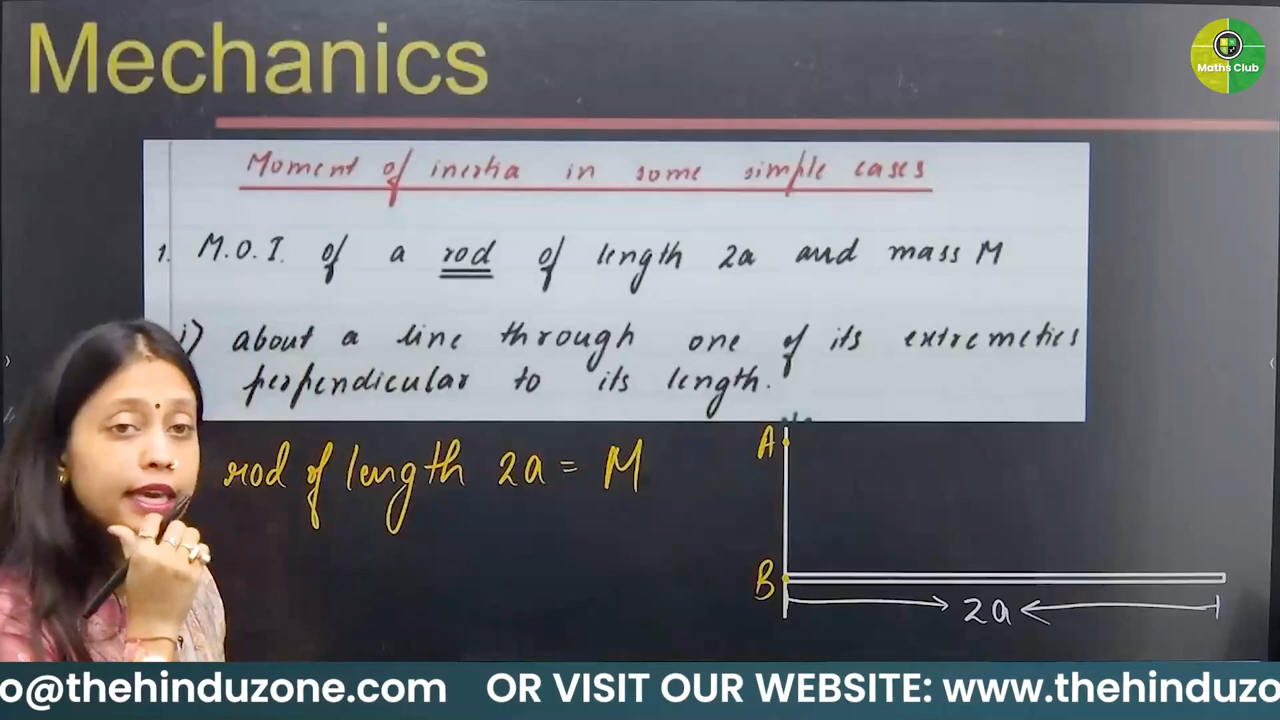 Mechanics
Maths Club
Moment of inertia in some simple cases
1. M.O.I. of a rod of length 2a and mass M
i) about a line through one of its extremeties
perpendicular to its length.
rod of length 2a = M
A
B
2a
o@thehinduzone.com OR VISIT OUR WEBSITE: www.thehinduzo